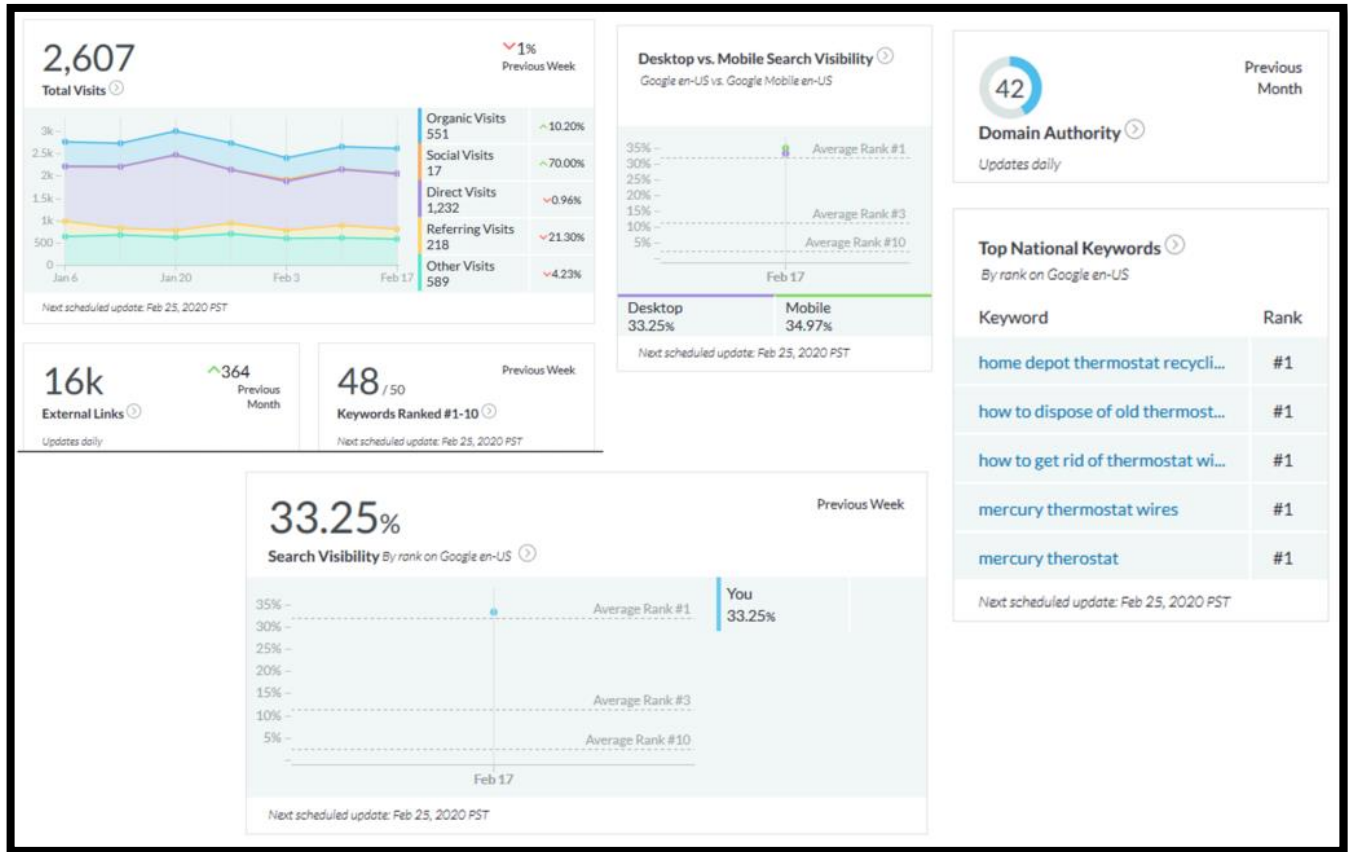 2,607
1%
Previous Week
Total Visits
3k
2.5k
2k
1.5k
1k
500
0
Jan 6
Jan 20
Feb 3
Feb 17
Organic Visits
551
10.20%
Social Visits
17
70.00%
Direct Visits
1,232
0.96%
Referring Visits
218
21.30%
Other Visits
589
4.23%
Next scheduled update: Feb 25, 2020 PST
16k
364
Previous
Month
External Links
Updates daily
48/50
Previous Week
Keywords Ranked #1-10
Next scheduled update: Feb 25, 2020 PST
Desktop vs. Mobile Search Visibility
Google en-US vs. Google Mobile en-US
35%
30%
25%
20%
15%
10%
5%
Average Rank #1
Average Rank #3
Average Rank #10
Feb 17
Desktop
33.25%
Mobile
34.97%
Next scheduled update: Feb 25, 2020 PST
42
Previous
Month
Domain Authority
Updates daily
Top National Keywords
By rank on Google en-US
Keyword Rank
home depot thermostat recycli... #1
how to dispose of old thermost... #1
how to get rid of thermostat wi... #1
mercury thermostat wires #1
mercury therostat #1
Next scheduled update: Feb 25, 2020 PST
33.25%
Previous Week
Search Visibility By rank on Google en-US
35%
30%
25%
20%
15%
10%
5%
Average Rank #1
Average Rank #3
Average Rank #10
Feb 17
You
33.25%
Next scheduled update: Feb 25, 2020 PST